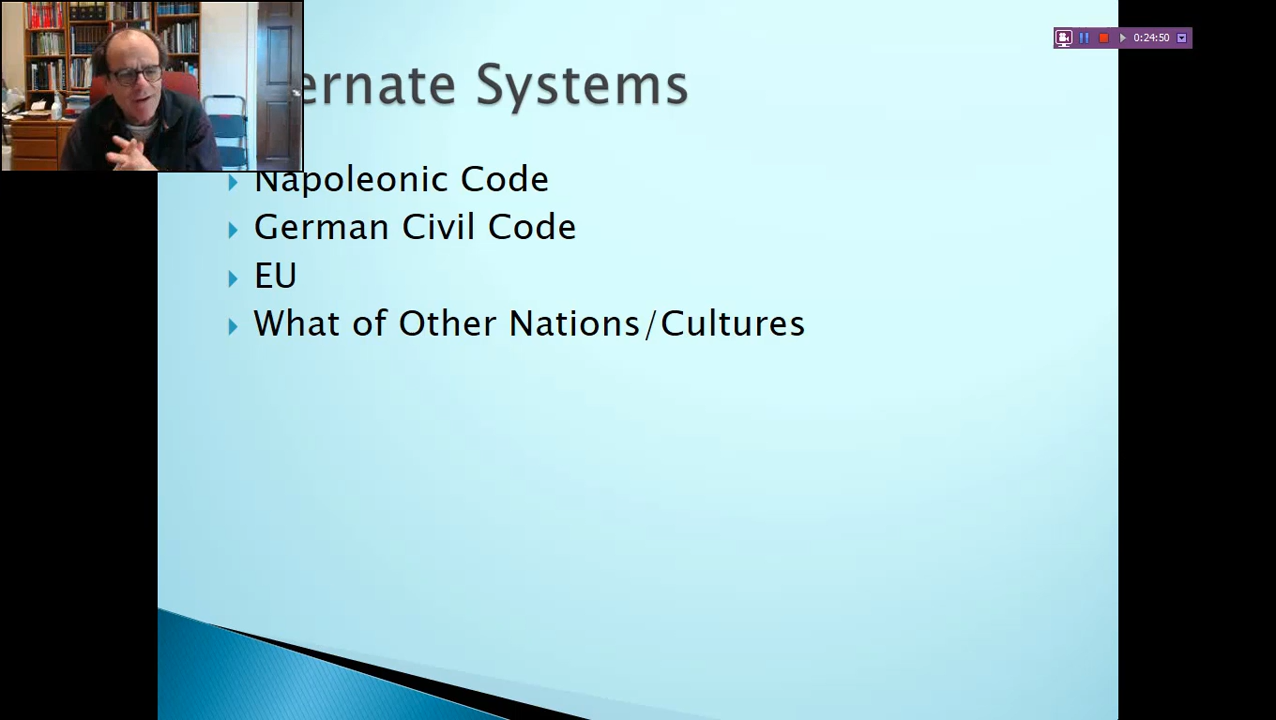 ernate Systems
0:24:50
Napoleonic Code
German Civil Code
EU
What of Other Nations/Cultures